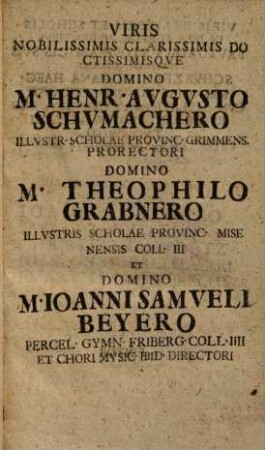 VIRIS
NOBILISSIMIS CLARISSIMIS DO
CTISSIMISQVE
DOMINO
M·HENR·AVGVSTO
SCHVMACHERO
ILLVSTR·SCHOLAE PROVINC·GRIMMENS.
PRORECTORI
DOMINO
M· THEOPHILO
GRABNERO
ILLVSTRIS SCHOLAE PROVINC· MISE
NENSIS COLL· III
ET
DOMINO
M·IOANNI SAMVELI
BEYERO
PERCEL· GYMN· FRIBERG·COLL·IIII
ET CHORI MVSIC·IBID·DIRECTORI